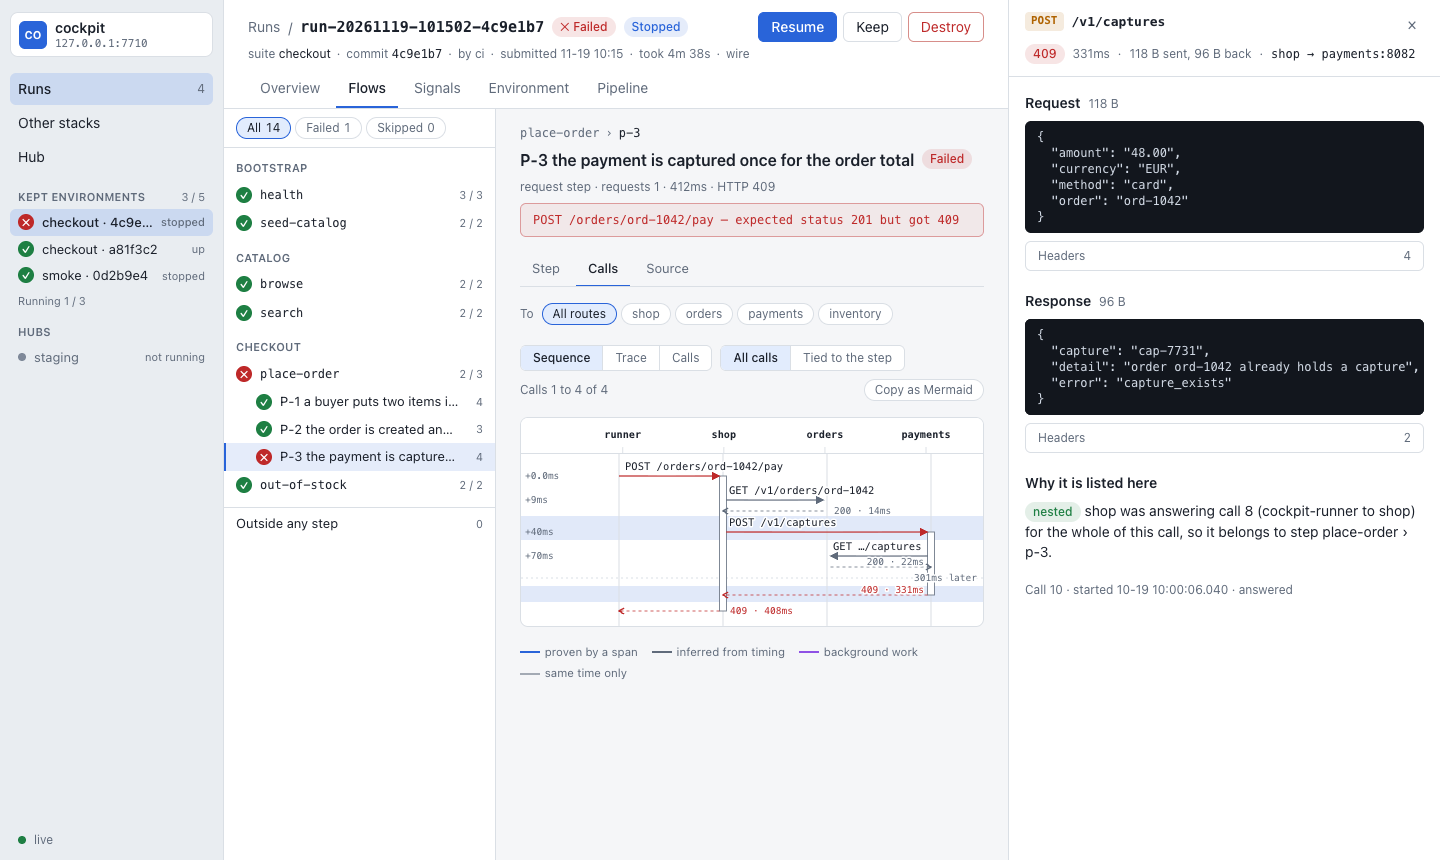 CO
cockpit
127.0.0.1:7710
Runs 4
Other stacks
Hub
KEPT ENVIRONMENTS 3 / 5
checkout · 4c9e... stopped
checkout · a81f3c2 up
smoke · 0d2b9e4 stopped
Running 1 / 3
HUBS
staging not running
live
Runs / run-20261119-101502-4c9e1b7 Failed Stopped
Resume Keep Destroy
suite checkout · commit 4c9e1b7 · by ci · submitted 11-19 10:15 · took 4m 38s · wire
Overview Flows Signals Environment Pipeline
All 14 Failed 1 Skipped 0
BOOTSTRAP
health 3 / 3
seed-catalog 2 / 2
CATALOG
browse 2 / 2
search 2 / 2
CHECKOUT
place-order 2 / 3
P-1 a buyer puts two items i... 4
P-2 the order is created an... 3
P-3 the payment is capture... 4
out-of-stock 2 / 2
Outside any step 0
place-order › p-3
P-3 the payment is captured once for the order total Failed
request step · requests 1 · 412ms · HTTP 409
POST /orders/ord-1042/pay — expected status 201 but got 409
Step Calls Source
To All routes shop orders payments inventory
Sequence Trace Calls All calls Tied to the step
Calls 1 to 4 of 4 Copy as Mermaid
runner shop orders payments
POST /orders/ord-1042/pay
+0.0ms
GET /v1/orders/ord-1042
+9ms
200 · 14ms
POST /v1/captures
+40ms
GET …/captures
+70ms
200 · 22ms
301ms later
409 · 331ms
409 · 408ms
proven by a span inferred from timing background work
same time only
POST /v1/captures ×
409 331ms · 118 B sent, 96 B back · shop → payments:8082
Request 118 B
{
"amount": "48.00",
"currency": "EUR",
"method": "card",
"order": "ord-1042"
}
Headers 4
Response 96 B
{
"capture": "cap-7731",
"detail": "order ord-1042 already holds a capture",
"error": "capture_exists"
}
Headers 2
Why it is listed here
nested shop was answering call 8 (cockpit-runner to shop)
for the whole of this call, so it belongs to step place-order ›
p-3.
Call 10 · started 10-19 10:00:06.040 · answered